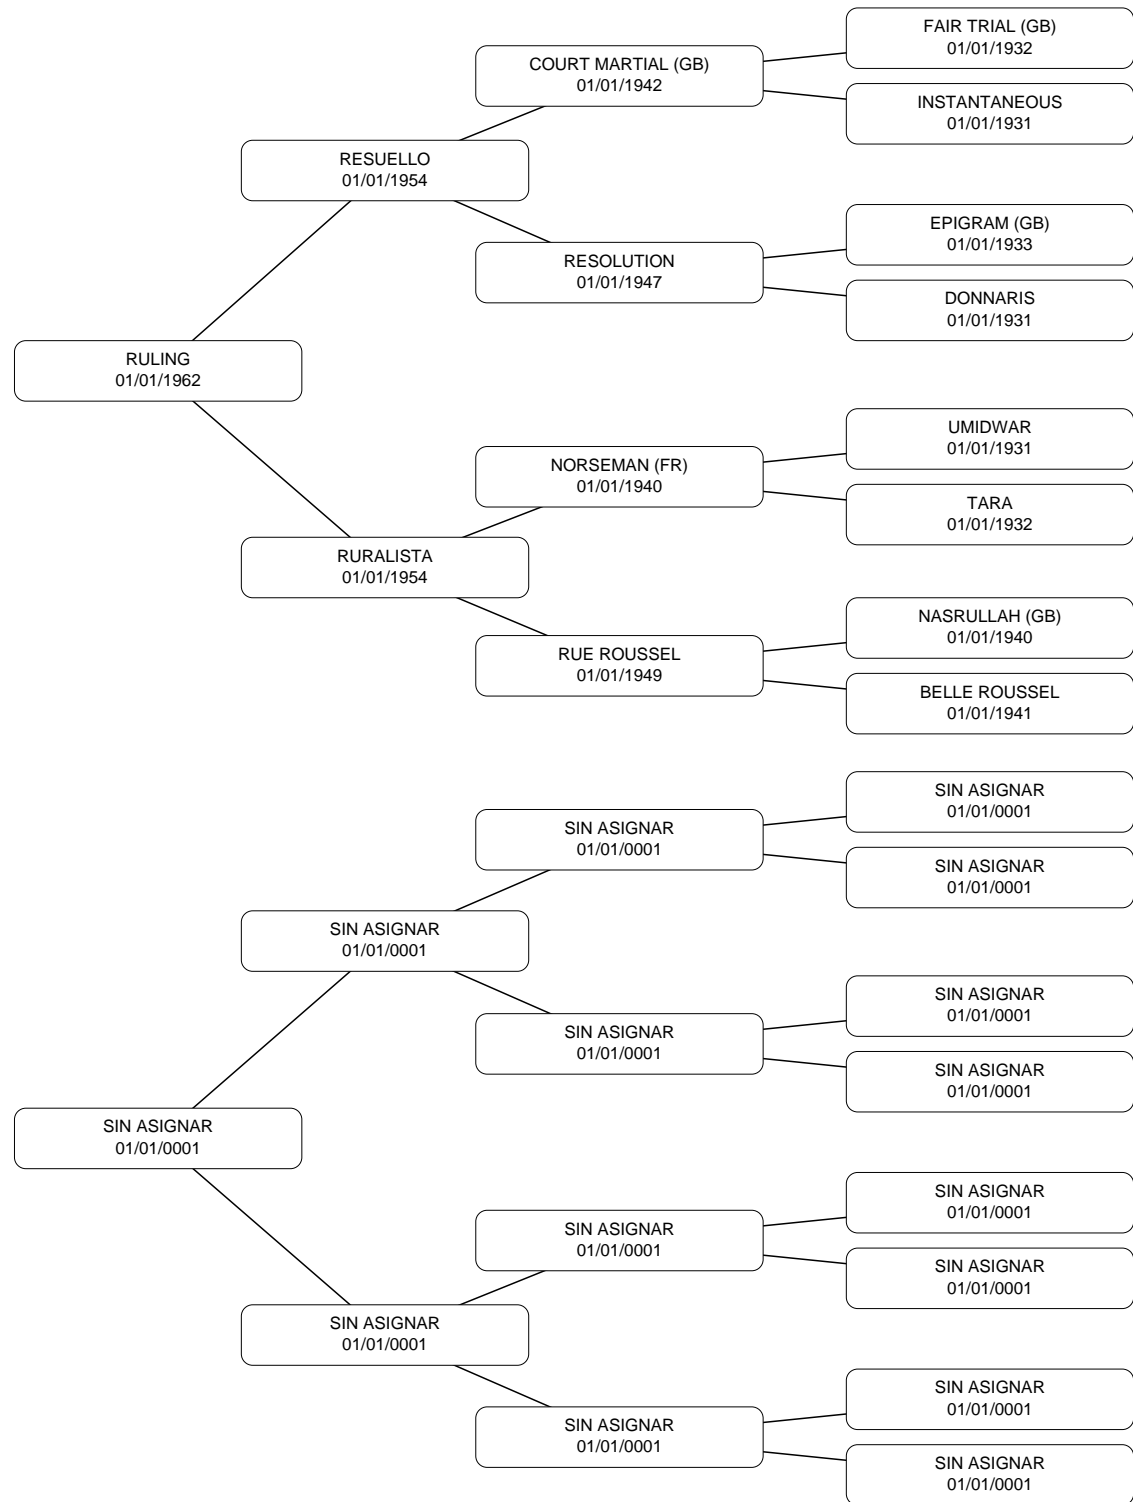 FAIR TRIAL (GB)
01/01/1932
COURT MARTIAL (GB)
01/01/1942
INSTANTANEOUS
01/01/1931
RESUELLO
01/01/1954
EPIGRAM (GB)
01/01/1933
RESOLUTION
01/01/1947
DONNARIS
01/01/1931
RULING
01/01/1962
UMIDWAR
01/01/1931
NORSEMAN (FR)
01/01/1940
TARA
01/01/1932
RURALISTA
01/01/1954
NASRULLAH (GB)
01/01/1940
RUE ROUSSEL
01/01/1949
BELLE ROUSSEL
01/01/1941
SIN ASIGNAR
01/01/0001
SIN ASIGNAR
01/01/0001
SIN ASIGNAR
01/01/0001
SIN ASIGNAR
01/01/0001
SIN ASIGNAR
01/01/0001
SIN ASIGNAR
01/01/0001
SIN ASIGNAR
01/01/0001
SIN ASIGNAR
01/01/0001
SIN ASIGNAR
01/01/0001
SIN ASIGNAR
01/01/0001
SIN ASIGNAR
01/01/0001
SIN ASIGNAR
01/01/0001
SIN ASIGNAR
01/01/0001
SIN ASIGNAR
01/01/0001
SIN ASIGNAR
01/01/0001